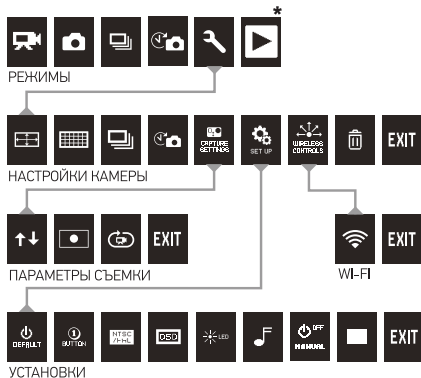 *
РЕЖИМЫ
CAPTURE SETTINGS
SET UP
WIRELESS CONTROLS
EXIT
НАСТРОЙКИ КАМЕРЫ
EXIT
EXIT
ПАРАМЕТРЫ СЪЕМКИ
WI-FI
DEFAULT
1 BUTTON
NTSC /PAL
OSD
LED
OFF MANUAL
EXIT
УСТАНОВКИ